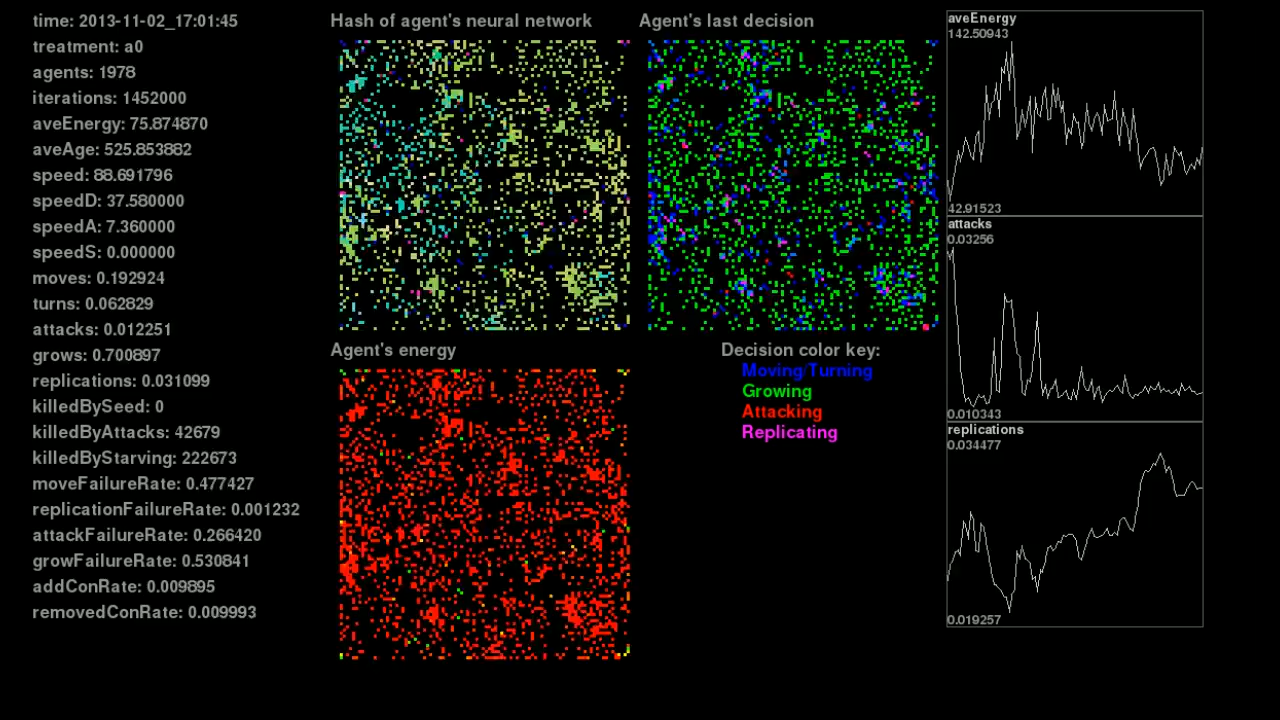 time: 2013-11-02_17:01:45
treatment: a0
agents: 1978
iterations: 1452000
aveEnergy: 75.874870
aveAge: 525.853882
speed: 88.691796
speedD: 37.580000
speedA: 7.360000
speedS: 0.000000
moves: 0.192924
turns: 0.062829
attacks: 0.012251
grows: 0.700897
replications: 0.031099
killedBySeed: 0
killedByAttacks: 42679
killedByStarving: 222673
moveFailureRate: 0.477427
replicationFailureRate: 0.001232
attackFailureRate: 0.266420
growFailureRate: 0.530841
addConRate: 0.009895
removedConRate: 0.009993
Hash of agent's neural network
Agent's last decision
Agent's energy
Decision color key:
Moving/Turning
Growing
Attacking
Replicating
aveEnergy
142.50943
42.91523
attacks
0.03256
0.010343
replications
0.034477
0.019257